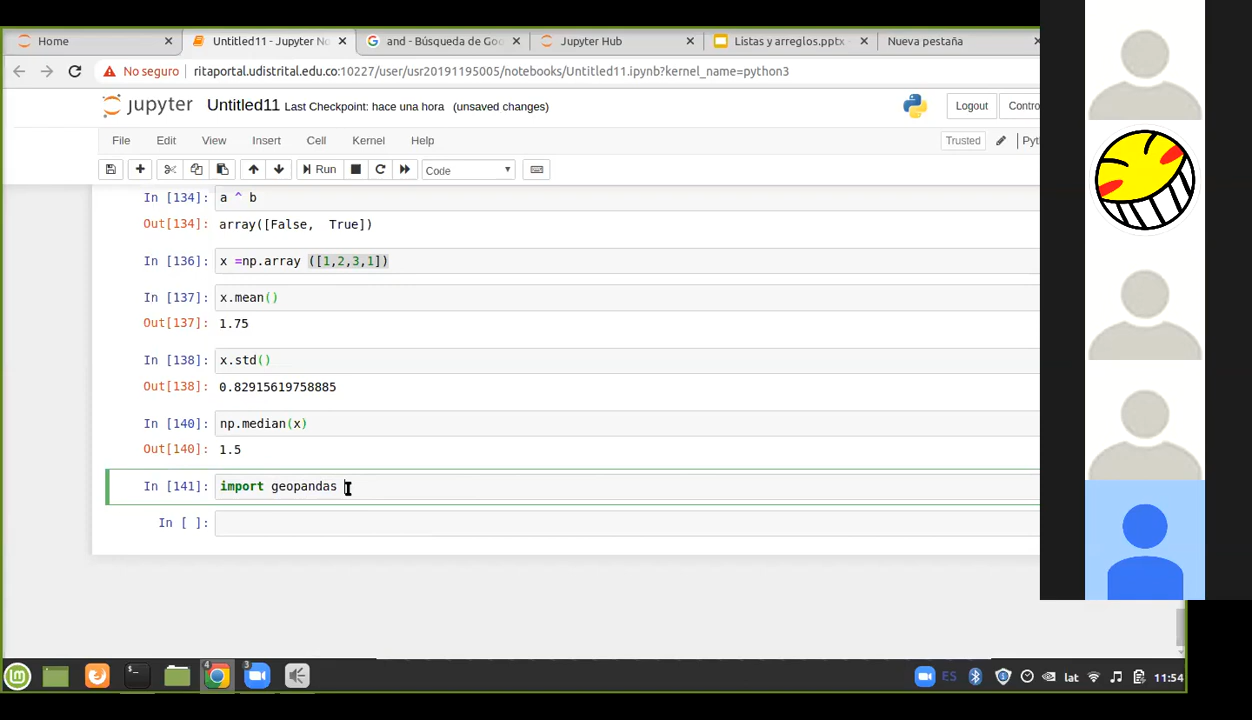 Home
Untitled11 - Jupyter No
and - Búsqueda de Goo
Jupyter Hub
Listas y arreglos.pptx -
Nueva pestaña
No seguro
ritaportal.udistrital.edu.co:10227/user/usr20191195005/notebooks/Untitled11.ipynb?kernel_name=python3
jupyter Untitled11 Last Checkpoint: hace una hora (unsaved changes)
Logout
Contro
File Edit View Insert Cell Kernel Help
Trusted
Pyt
Run
Code
In [134]: a ^ b
Out[134]: array([False,  True])
In [136]: x =np.array ([1,2,3,1])
In [137]: x.mean()
Out[137]: 1.75
In [138]: x.std()
Out[138]: 0.82915619758885
In [140]: np.median(x)
Out[140]: 1.5
In [141]: import geopandas
In [ ]:
4
3
ES
lat
11:54